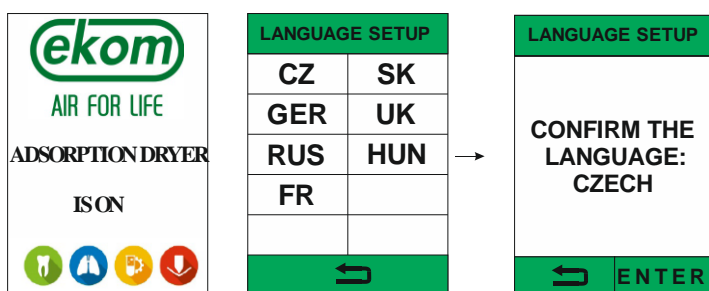 ekom
AIR FOR LIFE
ADSORPTION DRYER
IS ON
LANGUAGE SETUP
CZ SK
GER UK
RUS HUN
FR
LANGUAGE SETUP
CONFIRM THE
LANGUAGE:
CZECH
ENTER